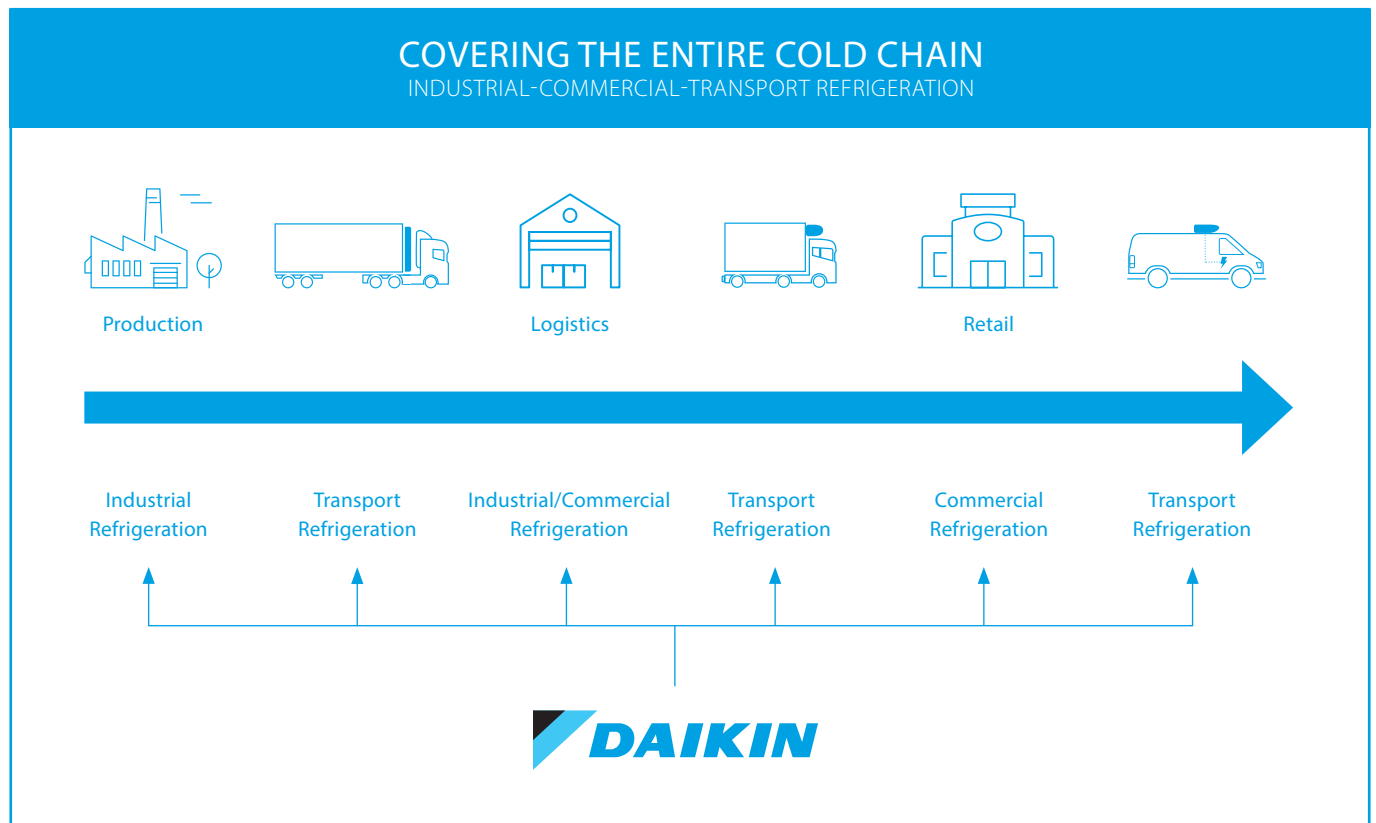 COVERING THE ENTIRE COLD CHAIN
INDUSTRIAL-COMMERCIAL-TRANSPORT REFRIGERATION
Production
Logistics
Retail
Industrial
Refrigeration
Transport
Refrigeration
Industrial/Commercial
Refrigeration
Transport
Refrigeration
Commercial
Refrigeration
Transport
Refrigeration
DAIKIN